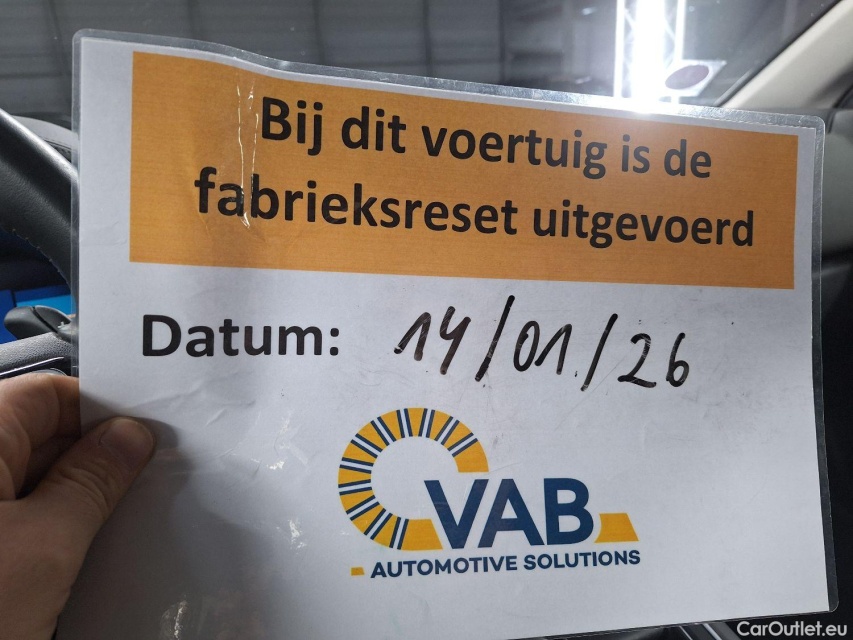 Bij dit voertuig is de
fabrieksreset uitgevoerd
Datum: 14/01/26
VAB
AUTOMOTIVE SOLUTIONS
CarOutlet.eu